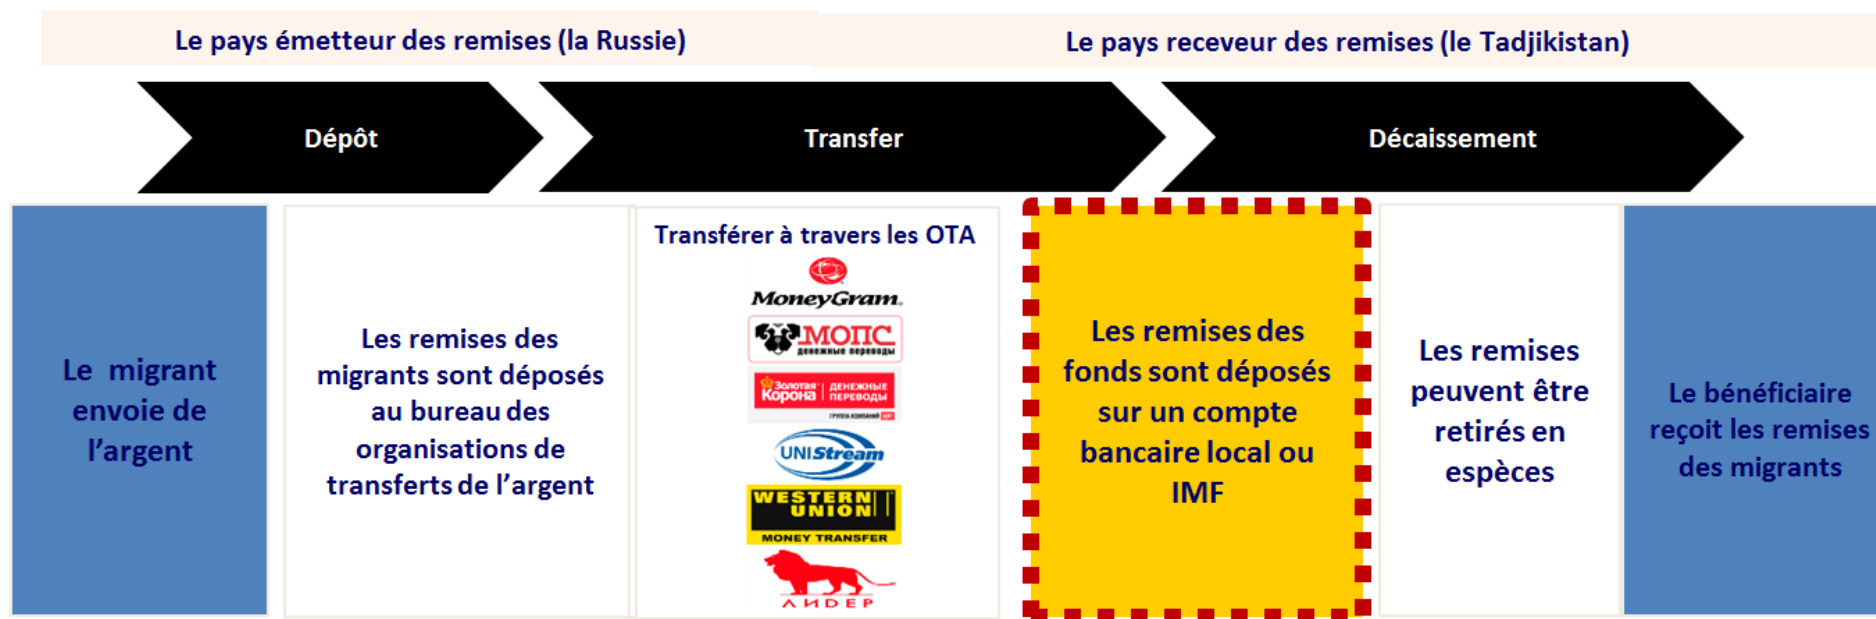 Le pays émetteur des remises (la Russie)
Le pays receveur des remises (le Tadjikistan)
Dépôt
Transfer
Décaissement
Le migrant
envoie de
l’argent
Les remises des
migrants sont déposés
au bureau des
organisations de
transferts de l’argent
Transférer à travers les OTA
MoneyGram.
МОПС
денежные переводы
Золотая Корона
ДЕНЕЖНЫЕ
ПЕРЕВОДЫ
UNIStream
WESTERN
UNION
MONEY TRANSFER
ЛИДЕР
Les remises des
fonds sont déposés
sur un compte
bancaire local ou
IMF
Les remises
peuvent être
retirés en
espèces
Le bénéficiaire
reçoit les remises
des migrants